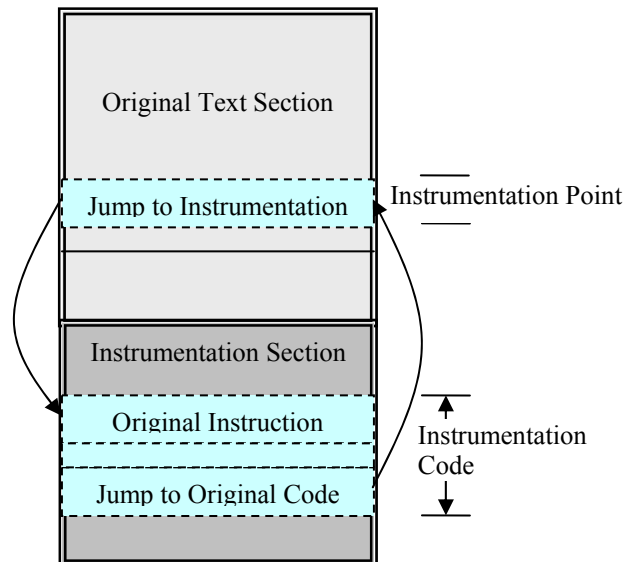 Original Text Section
Jump to Instrumentation
Instrumentation Point
Instrumentation Section
Original Instruction
Instrumentation
Code
Jump to Original Code